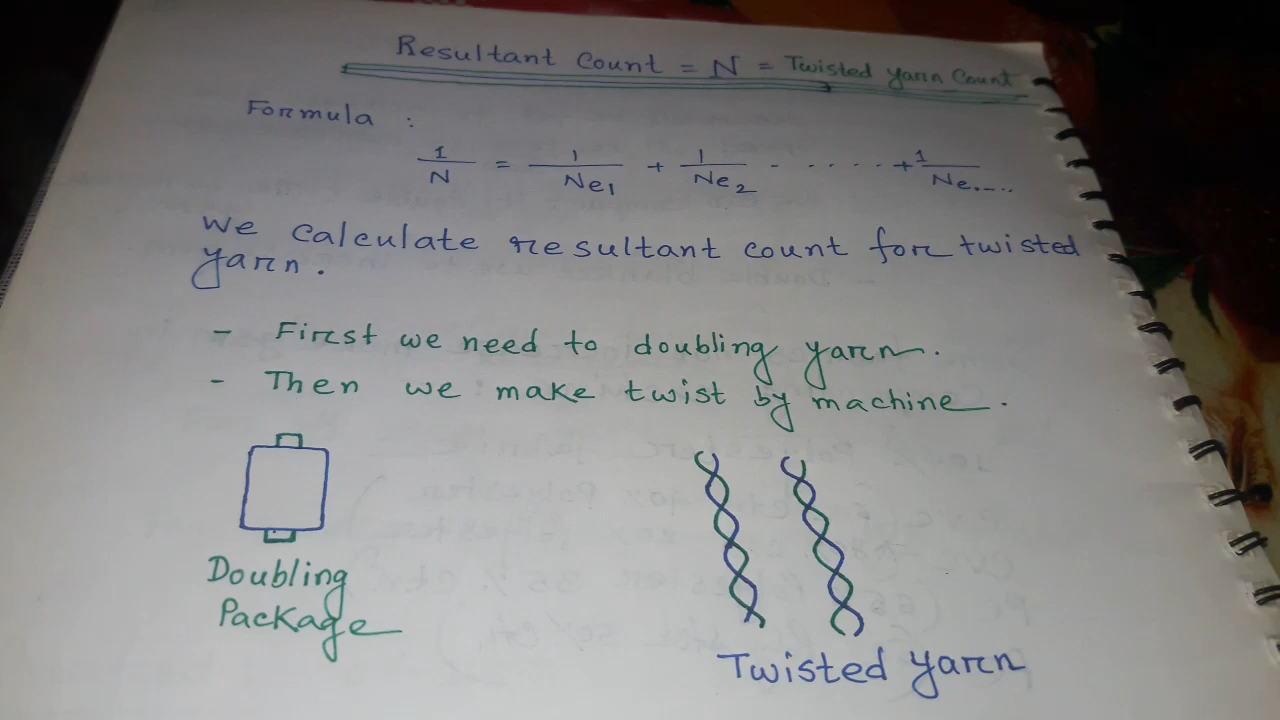 Resultant Count = N = Twisted yarn Count
Formula :
1/N = 1/Ne1 + 1/Ne2 - . . . . . + 1/Ne.....
We calculate resultant count for twisted
yarn.
- First we need to doubling yarn.
- Then we make twist by machine.
Doubling
Package
Twisted yarn